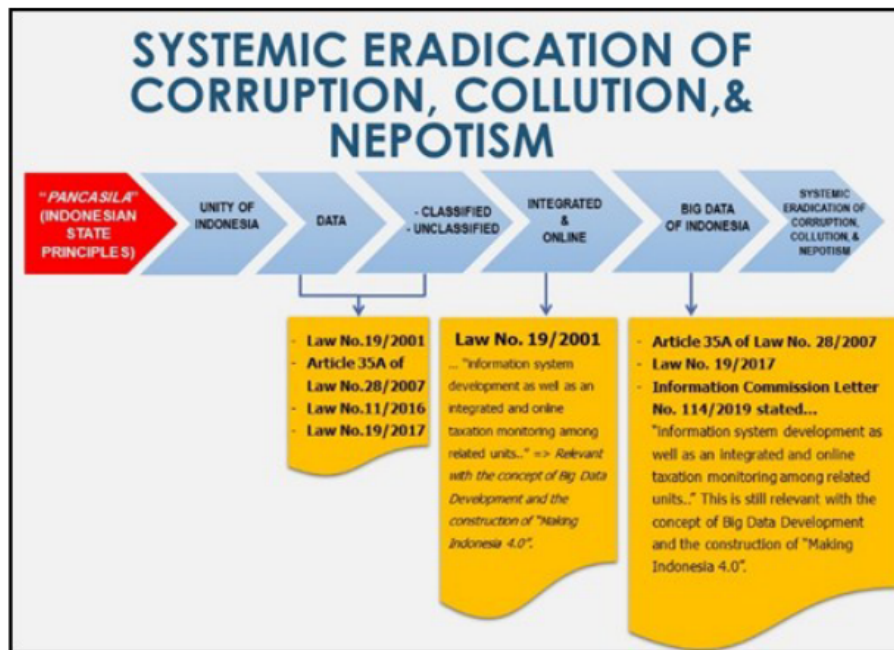 SYSTEMIC ERADICATION OF
CORRUPTION, COLLUTION,&
NEPOTISM
"PANCASILA"
(INDONESIAN
STATE
PRINCIPLES)
UNITY OF
INDONESIA
DATA
- CLASSIFIED
- UNCLASSIFIED
INTEGRATED
&
ONLINE
BIG DATA
OF INDONESIA
SYSTEMIC
ERADICATION OF
CORRUPTION,
COLLUTION, &
NEPOTISM
- Law No.19/2001
- Article 35A of
Law No.28/2007
- Law No.11/2016
- Law No.19/2017
Law No. 19/2001
... "information system
development as well as an
integrated and online
taxation monitoring among
related units.." => Relevant
with the concept of Big Data
Development and the
construction of "Making
Indonesia 4.0".
- Article 35A of Law No. 28/2007
- Law No. 19/2017
- Information Commission Letter
No. 114/2019 stated...
"information system development as
well as an integrated and online
taxation monitoring among related
units.." This is still relevant with the
concept of Big Data Development
and the construction of "Making
Indonesia 4.0".